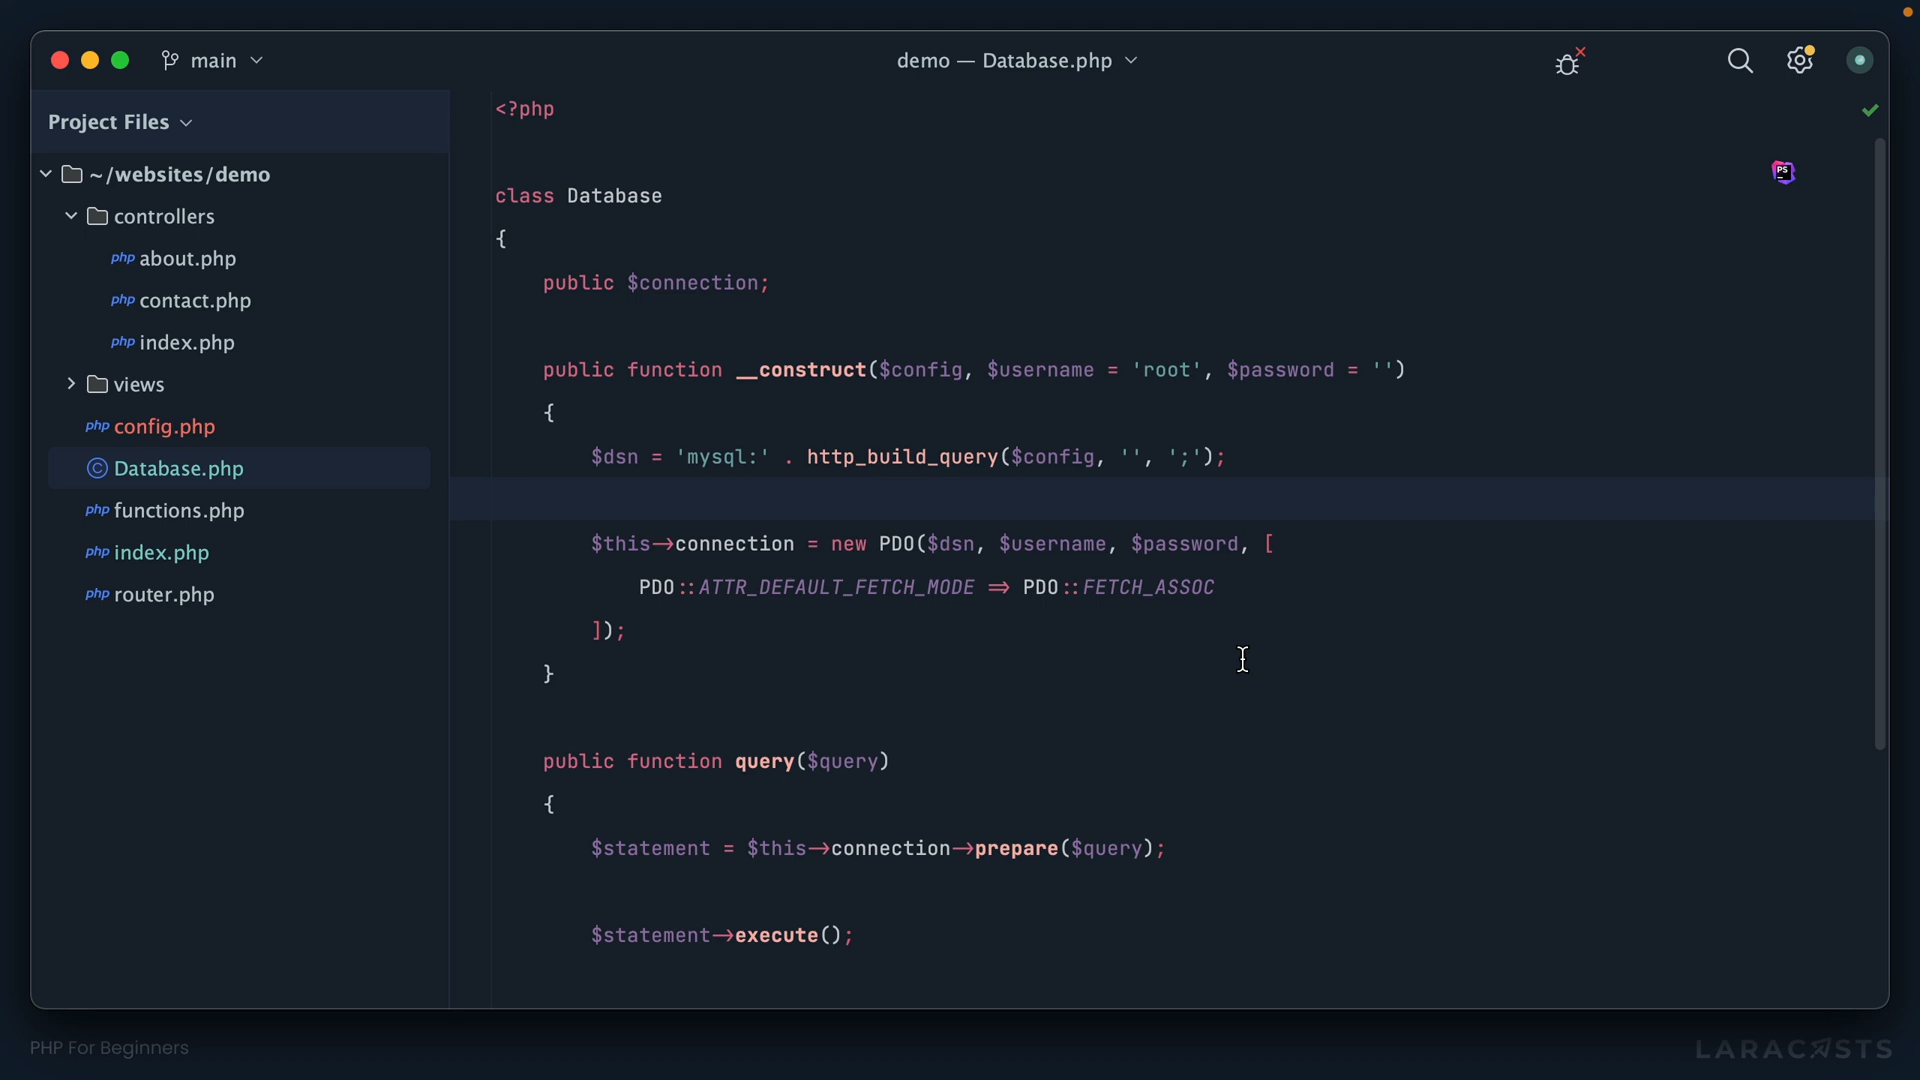 main
demo — Database.php
Project Files
~/websites/demo
controllers
php about.php
php contact.php
php index.php
views
php config.php
C Database.php
php functions.php
php index.php
php router.php
<?php
class Database
{
public $connection;
public function __construct($config, $username = 'root', $password = '')
{
$dsn = 'mysql:' . http_build_query($config, '', ';');
$this->connection = new PDO($dsn, $username, $password, [
PDO::ATTR_DEFAULT_FETCH_MODE => PDO::FETCH_ASSOC
]);
}
public function query($query)
{
$statement = $this->connection->prepare($query);
$statement->execute();
PS
PHP For Beginners
LARACASTS